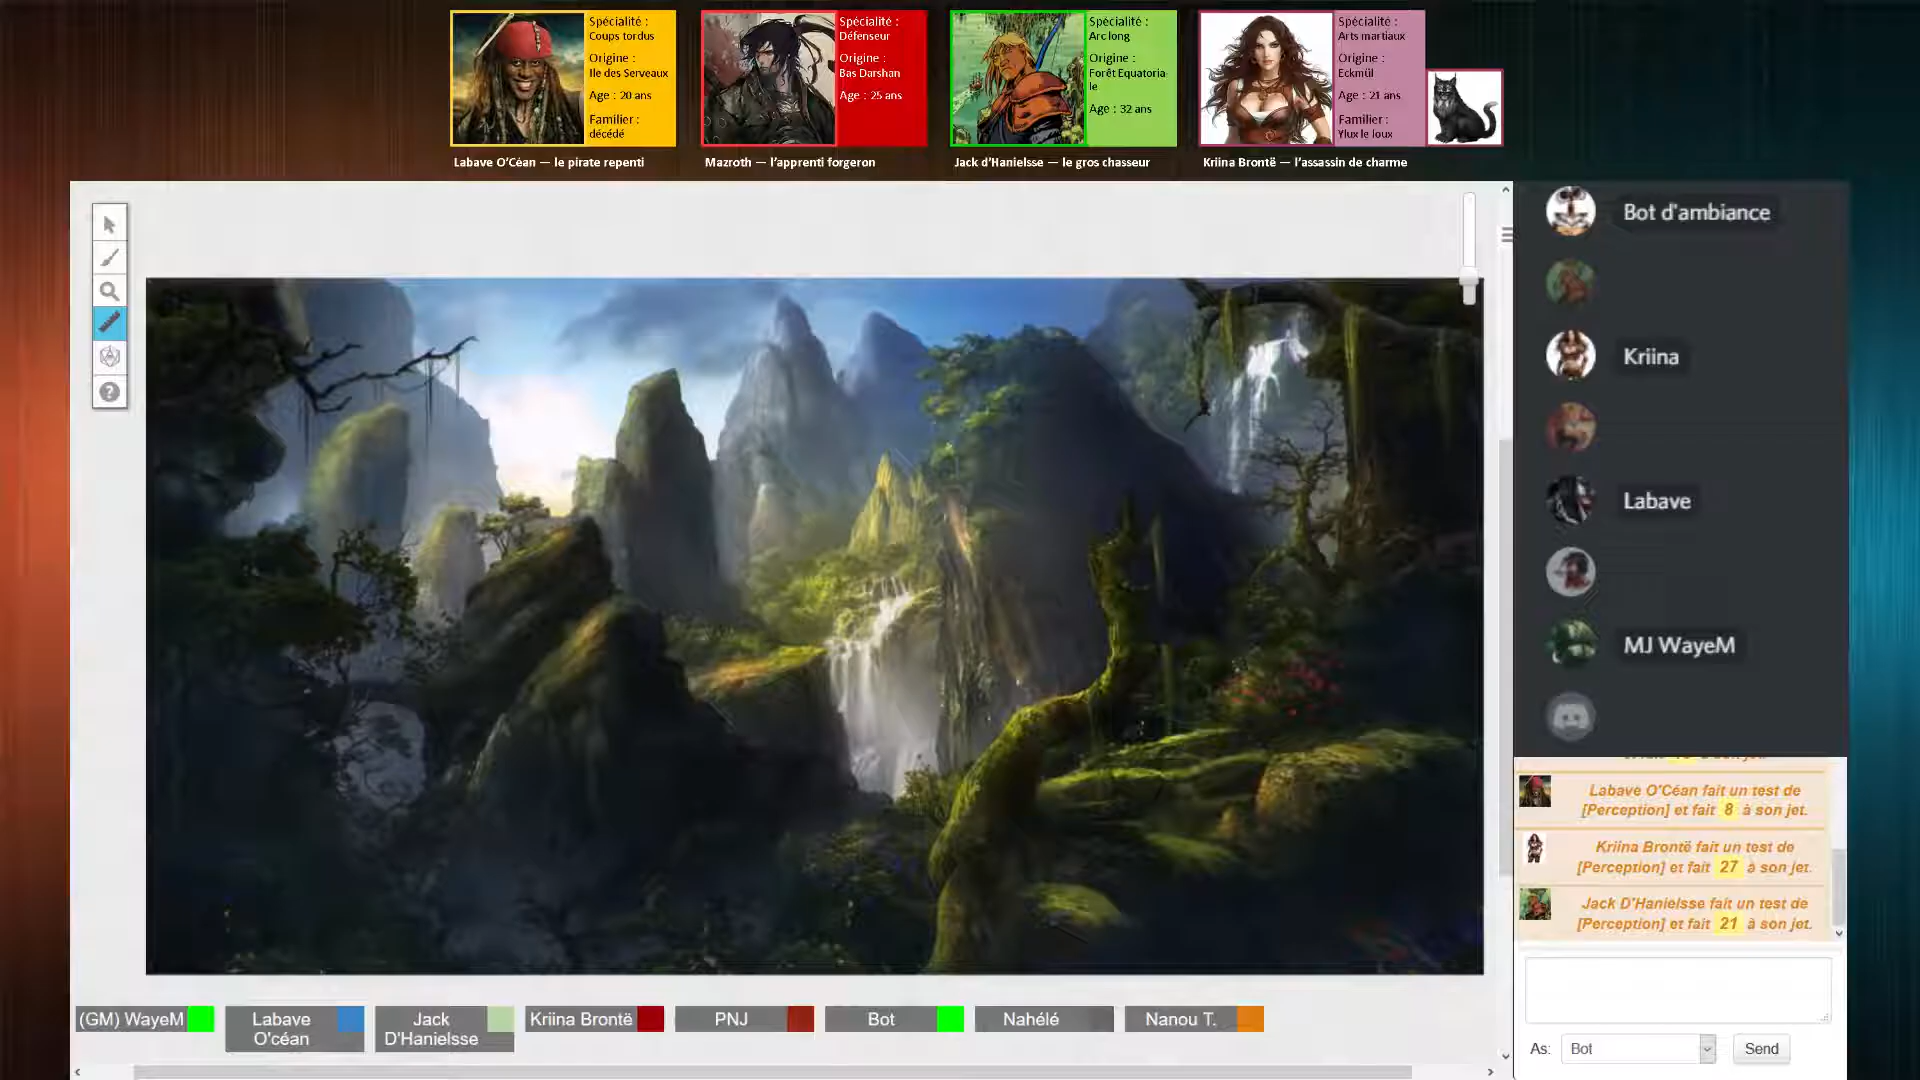 Spécialité :
Coups tordus
Origine :
Ile des Serveaux
Age : 20 ans
Familier :
décédé
Labave O'Céan — le pirate repenti
Spécialité :
Défenseur
Origine :
Bas Darshan
Age : 25 ans
Mazroth — l'apprenti forgeron
Spécialité :
Arc long
Origine :
Forêt Equatoria-
le
Age : 32 ans
Jack d'Hanielsse — le gros chasseur
Spécialité :
Arts martiaux
Origine :
Eckmül
Age : 21 ans
Familier :
Ylux le loux
Kriina Brontë — l'assassin de charme
Bot d'ambiance
Kriina
Labave
MJ WayeM
Labave O'Céan fait un test de
[Perception] et fait 8 à son jet.
Kriina Brontë fait un test de
[Perception] et fait 27 à son jet.
Jack D'Hanielsse fait un test de
[Perception] et fait 21 à son jet.
As:
Bot
Send
(GM) WayeM
Labave
O'céan
Jack
D'Hanielsse
Kriina Brontë
PNJ
Bot
Nahélé
Nanou T.